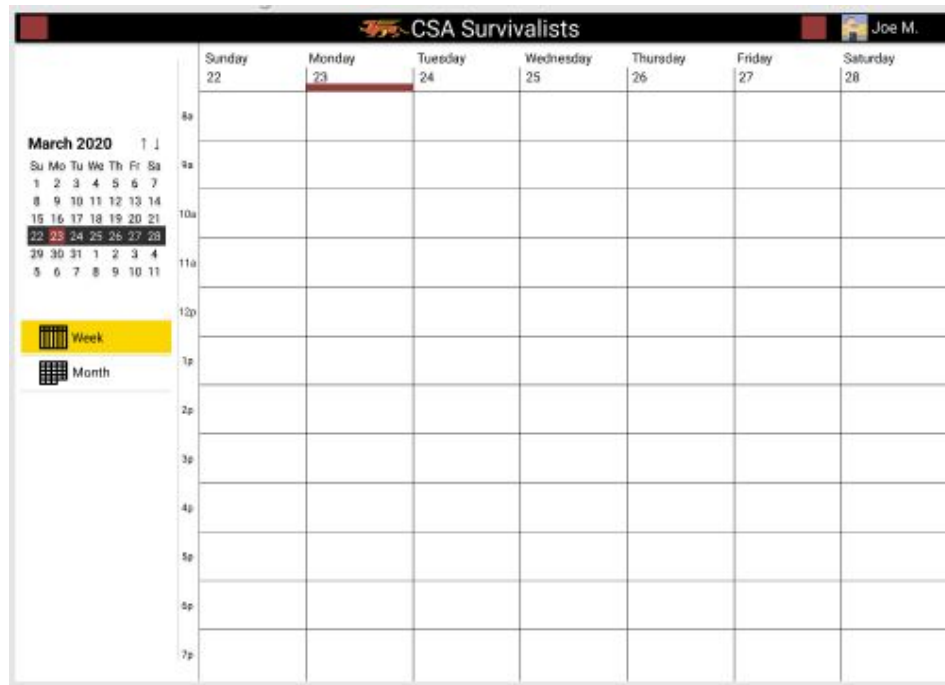 CSA Survivalists
Joe M.
Sunday Monday Tuesday Wednesday Thursday Friday Saturday
22 23 24 25 26 27 28
March 2020 ↑ ↓
Su Mo Tu We Th Fr Sa
1 2 3 4 5 6 7
8 9 10 11 12 13 14
15 16 17 18 19 20 21
22 23 24 25 26 27 28
29 30 31 1 2 3 4
5 6 7 8 9 10 11
Week
Month
8a
9a
10a
11a
12p
1p
2p
3p
4p
5p
6p
7p